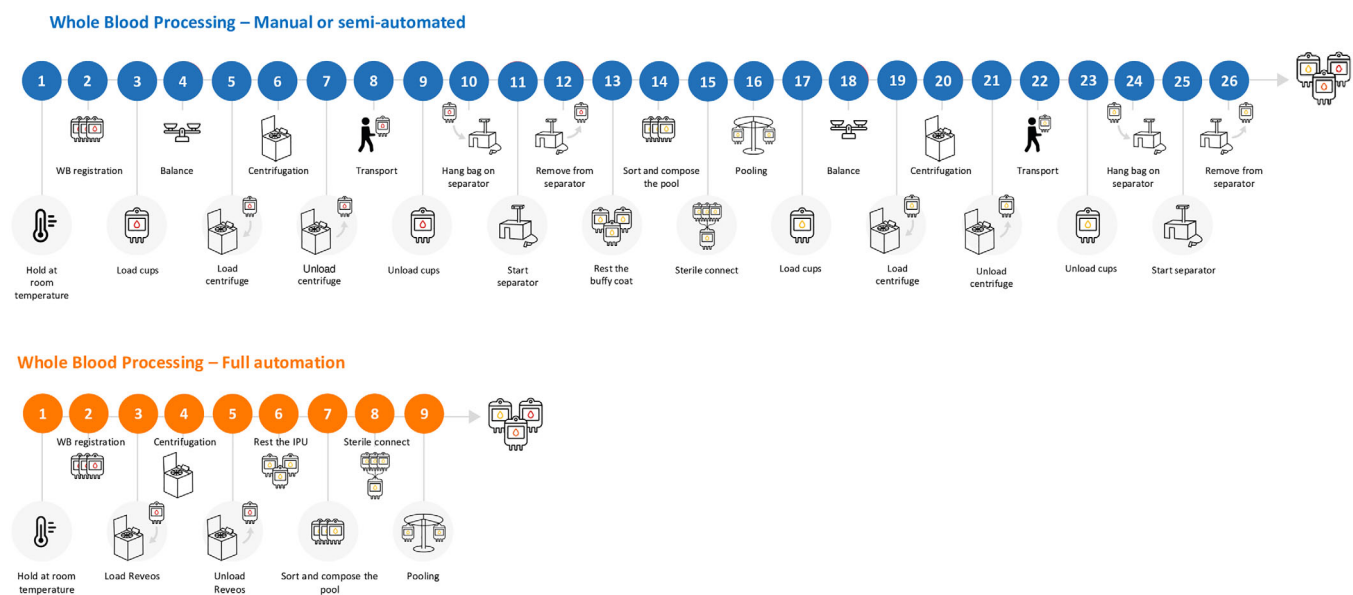 Whole Blood Processing – Manual or semi-automated
1 2 3 4 5 6 7 8 9 10 11 12 13 14 15 16 17 18 19 20 21 22 23 24 25 26
WB registration
Balance
Centrifugation
Transport
Hang bag on
separator
Remove from
separator
Sort and compose
the pool
Pooling
Balance
Centrifugation
Transport
Hang bag on
separator
Remove from
separator
Hold at
room
temperature
Load cups
Load
centrifuge
Unload
centrifuge
Unload cups
Start
separator
Rest the
buffy coat
Sterile connect
Load cups
Load
centrifuge
Unload
centrifuge
Unload cups
Start separator
Whole Blood Processing – Full automation
1 2 3 4 5 6 7 8 9
WB registration
Centrifugation
Rest the IPU
Sterile connect
Hold at room
temperature
Load Reveos
Unload
Reveos
Sort and compose the
pool
Pooling